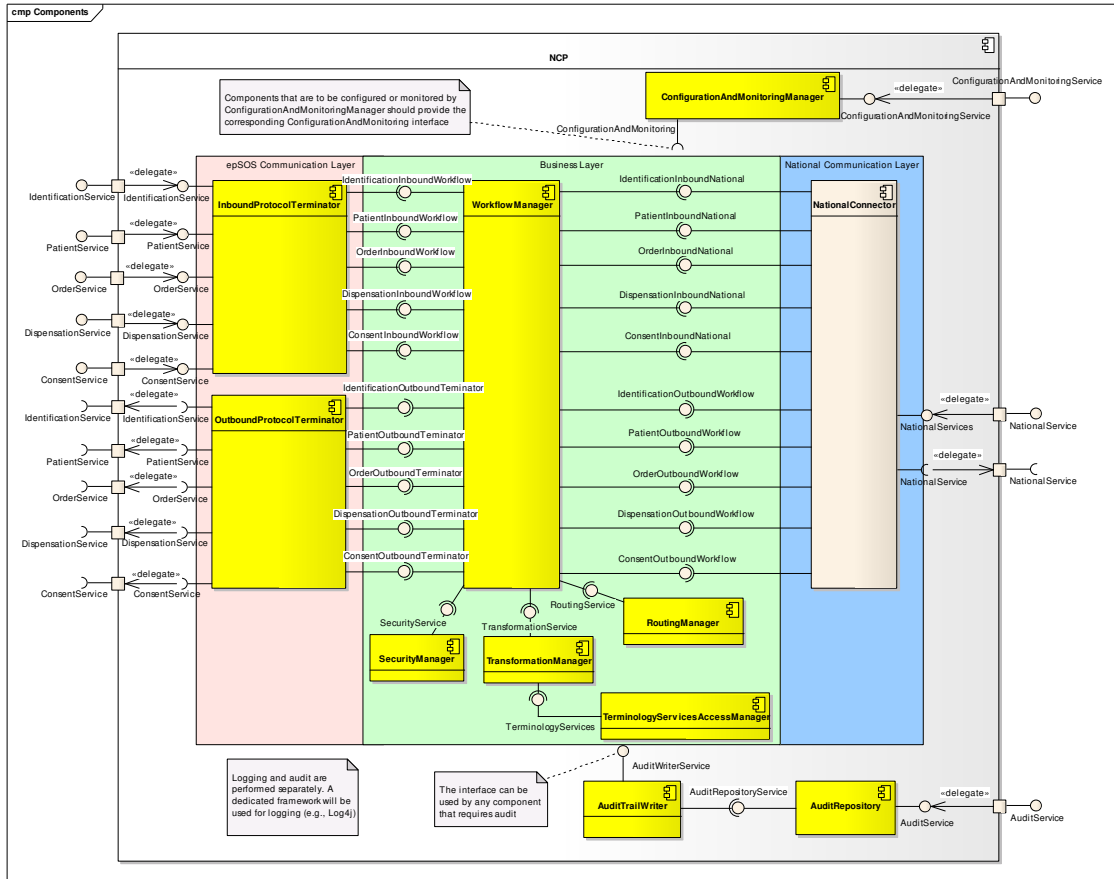 cmp Components
NCP
Components that are to be configured or monitored by
ConfigurationAndMonitoringManager should provide the
corresponding ConfigurationAndMonitoring interface
ConfigurationAndMonitoringManager
«delegate»
ConfigurationAndMonitoringService
ConfigurationAndMonitoringService
ConfigurationAndMonitoring
epSOS Communication Layer
Business Layer
National Communication Layer
«delegate»
IdentificationService
IdentificationService
InboundProtocolTerminator
IdentificationInboundWorkflow
WorkflowManager
IdentificationInboundNational
NationalConnector
«delegate»
PatientService
PatientService
PatientInboundWorkflow
PatientInboundNational
«delegate»
OrderService
OrderService
OrderInboundWorkflow
OrderInboundNational
«delegate»
DispensationService
DispensationService
DispensationInboundWorkflow
DispensationInboundNational
«delegate»
ConsentService
ConsentService
ConsentInboundWorkflow
ConsentInboundNational
«delegate»
IdentificationService
IdentificationService
OutboundProtocolTerminator
IdentificationOutboundTeminator
IdentificationOutboundWorkflow
«delegate»
NationalServices
NationalService
«delegate»
PatientService
PatientService
PatientOutboundTeminator
PatientOutboundWorkflow
«delegate»
NationalService
NationalService
«delegate»
OrderService
OrderService
OrderOutboundTerminator
OrderOutboundWorkflow
«delegate»
DispensationService
DispensationService
DispensationOutboundTerminator
DispensationOutboundWorkflow
«delegate»
ConsentService
ConsentService
ConsentOutboundTerminator
ConsentOutboundWorkflow
SecurityService
TransformationService
RoutingService
SecurityManager
TransformationManager
RoutingManager
TerminologyServices
TerminologyServicesAccessManager
Logging and audit are
performed separately. A
dedicated framework will be
used for logging (e.g., Log4j)
The interface can be
used by any component
that requires audit
AuditWriterService
AuditTrailWriter
AuditRepositoryService
AuditRepository
«delegate»
AuditService
AuditService